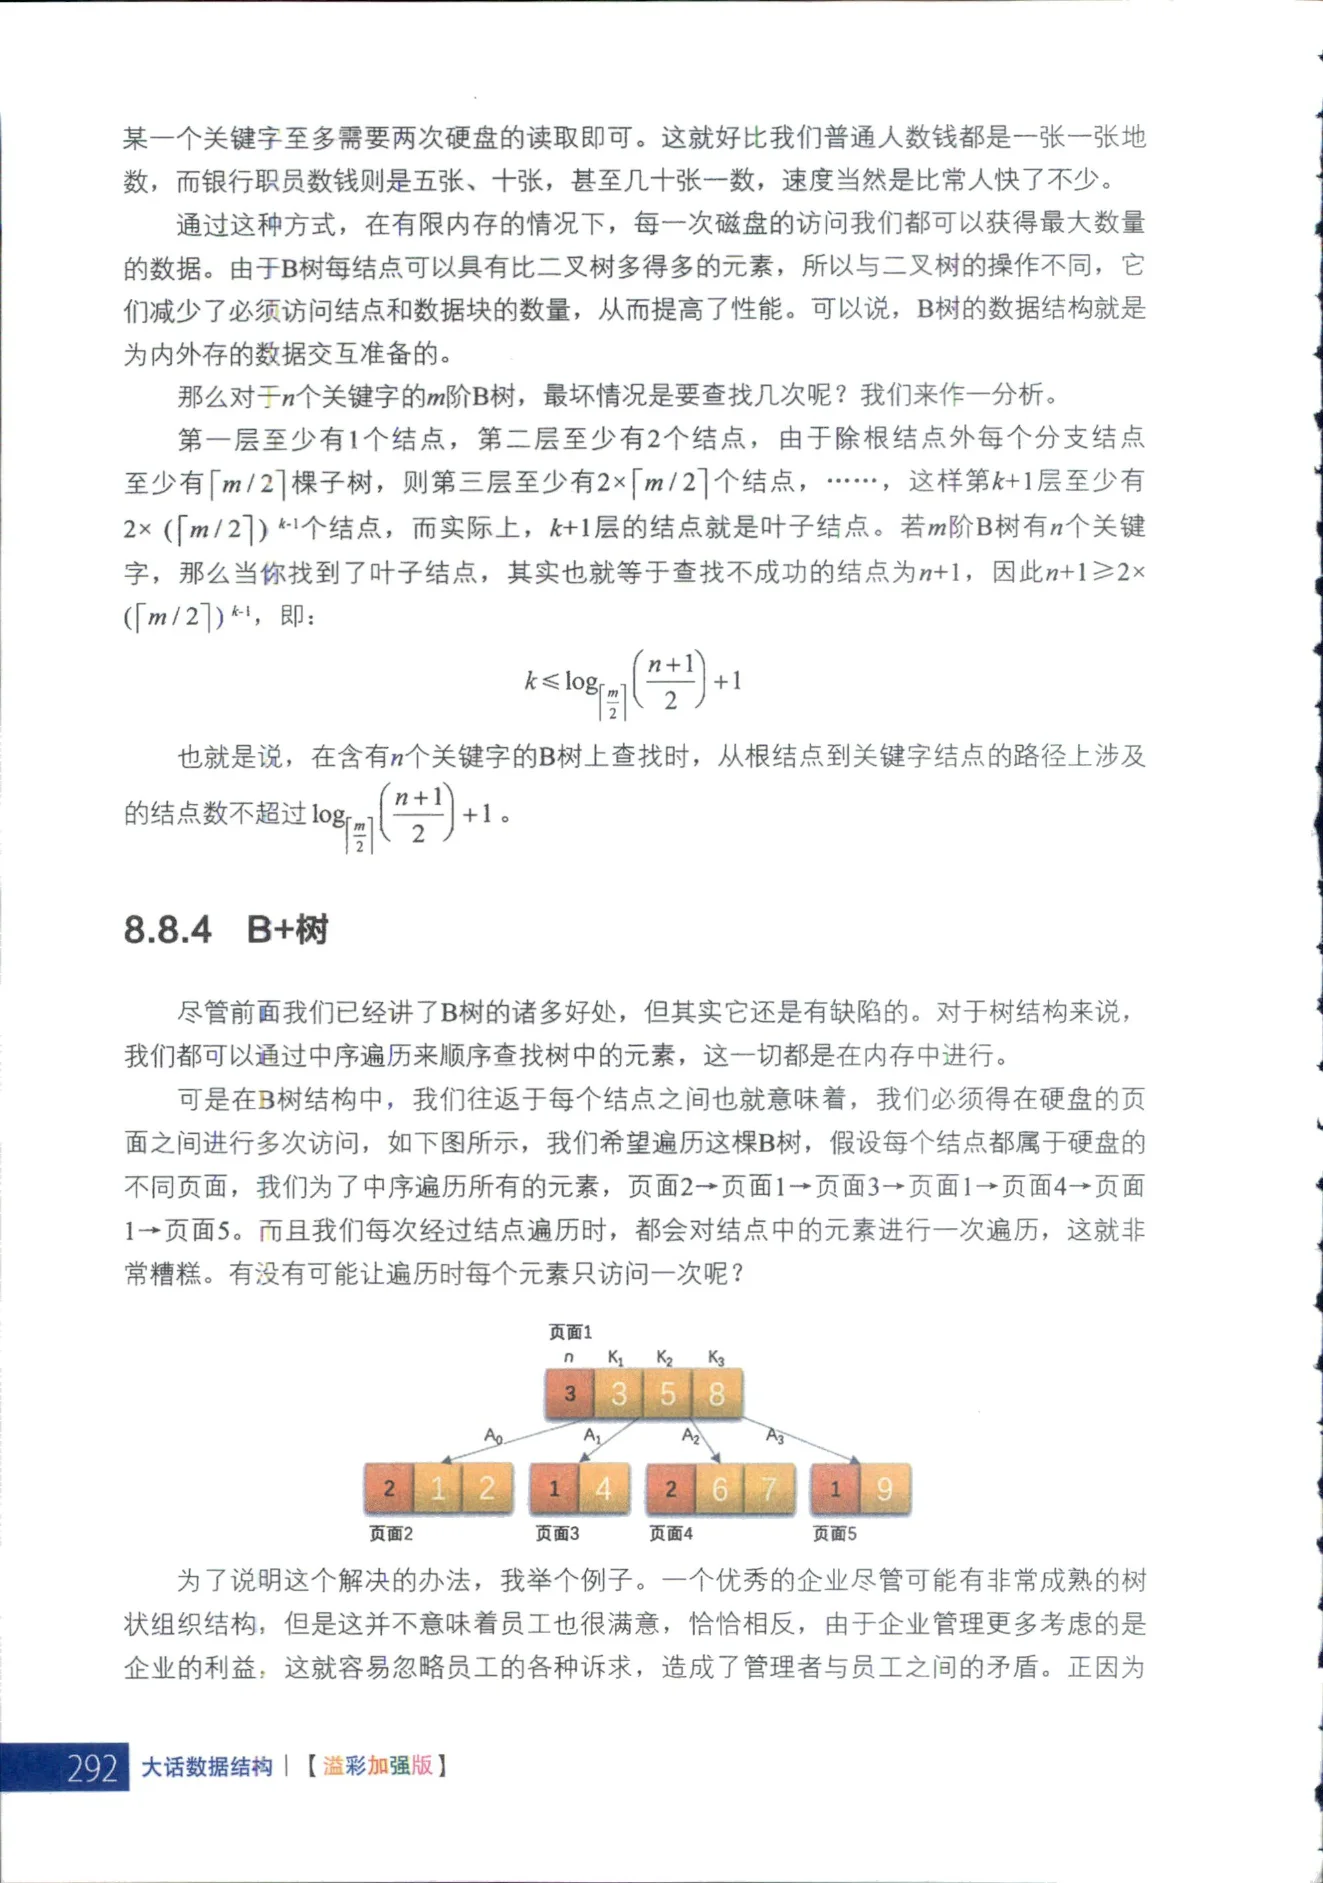 某一个关键字至多需要两次硬盘的读取即可。这就好比我们普通人数钱都是一张一张地
数，而银行职员数钱则是五张、十张，甚至几十张一数，速度当然是比常人快了不少。
通过这种方式，在有限内存的情况下，每一次磁盘的访问我们都可以获得最大数量
的数据。由于B树每结点可以具有比二叉树多得多的元素，所以与二叉树的操作不同，它
们减少了必须访问结点和数据块的数量，从而提高了性能。可以说，B树的数据结构就是
为内外存的数据交互准备的。
那么对于n个关键字的m阶B树，最坏情况是要查找几次呢？我们来作一分析。
第一层至少有1个结点，第二层至少有2个结点，由于除根结点外每个分支结点
至少有⌈m/2⌉棵子树，则第三层至少有2×⌈m/2⌉个结点，……，这样第k+1层至少有
2×（⌈m/2⌉）^{k-1}个结点，而实际上，k+1层的结点就是叶子结点。若m阶B树有n个关键
字，那么当你找到了叶子结点，其实也就等于查找不成功的结点为n+1，因此n+1≥2×
(⌈m/2⌉)^{k-1}，即：
k≤log_{⌈m/2⌉}((n+1)/2)+1
也就是说，在含有n个关键字的B树上查找时，从根结点到关键字结点的路径上涉及
的结点数不超过log_{⌈m/2⌉}((n+1)/2)+1。
8.8.4 B+树
尽管前面我们已经讲了B树的诸多好处，但其实它还是有缺陷的。对于树结构来说，
我们都可以通过中序遍历来顺序查找树中的元素，这一切都是在内存中进行。
可是在B树结构中，我们往返于每个结点之间也就意味着，我们必须得在硬盘的页
面之间进行多次访问，如下图所示，我们希望遍历这棵B树，假设每个结点都属于硬盘的
不同页面，我们为了中序遍历所有的元素，页面2→页面1→页面3→页面1→页面4→页面
1→页面5。而且我们每次经过结点遍历时，都会对结点中的元素进行一次遍历，这就非
常糟糕。有没有可能让遍历时每个元素只访问一次呢？
页面1
n K₁ K₂ K₃
3 3 5 8
A₀ A₁ A₂ A₃
2 1 2 1 4 2 6 7 1 9
页面2 页面3 页面4 页面5
为了说明这个解决的办法，我举个例子。一个优秀的企业尽管可能有非常成熟的树
状组织结构，但是这并不意味着员工也很满意，恰恰相反，由于企业管理更多考虑的是
企业的利益，这就容易忽略员工的各种诉求，造成了管理者与员工之间的矛盾。正因为
292 大话数据结构|【溢彩加强版】